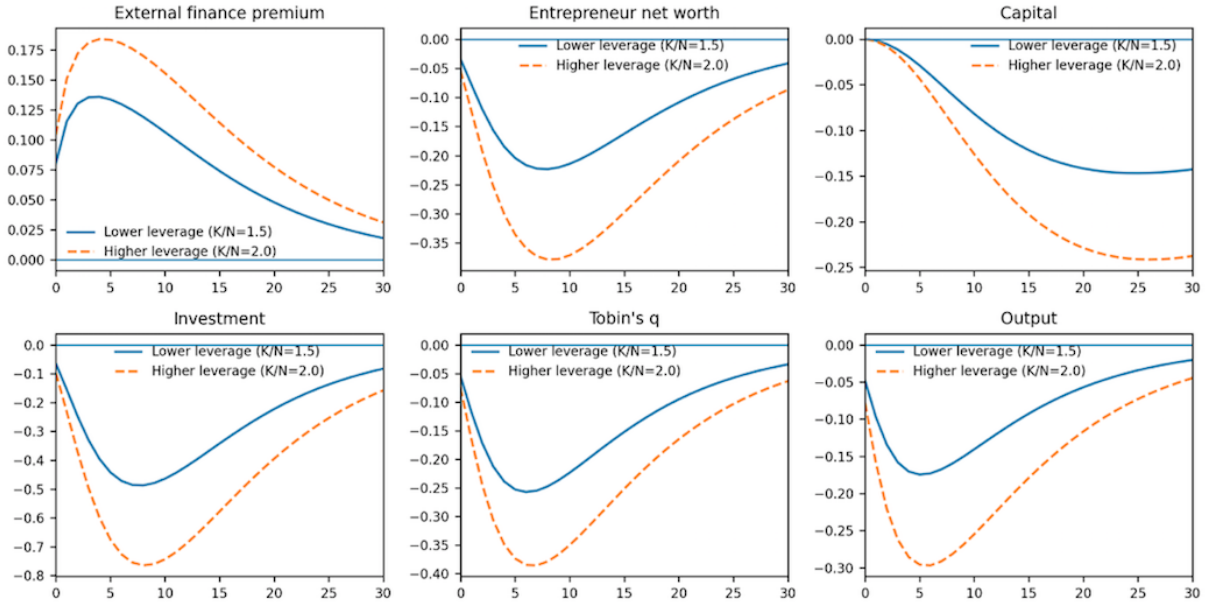 External finance premium
0.175
0.150
0.125
0.100
0.075
0.050
0.025
0.000
Lower leverage (K/N=1.5)
Higher leverage (K/N=2.0)
0 5 10 15 20 25 30
Entrepreneur net worth
0.00
−0.05
−0.10
−0.15
−0.20
−0.25
−0.30
−0.35
Lower leverage (K/N=1.5)
Higher leverage (K/N=2.0)
0 5 10 15 20 25 30
Capital
0.00
−0.05
−0.10
−0.15
−0.20
−0.25
Lower leverage (K/N=1.5)
Higher leverage (K/N=2.0)
0 5 10 15 20 25 30
Investment
0.0
−0.1
−0.2
−0.3
−0.4
−0.5
−0.6
−0.7
−0.8
Lower leverage (K/N=1.5)
Higher leverage (K/N=2.0)
0 5 10 15 20 25 30
Tobin's q
0.00
−0.05
−0.10
−0.15
−0.20
−0.25
−0.30
−0.35
−0.40
Lower leverage (K/N=1.5)
Higher leverage (K/N=2.0)
0 5 10 15 20 25 30
Output
0.00
−0.05
−0.10
−0.15
−0.20
−0.25
−0.30
Lower leverage (K/N=1.5)
Higher leverage (K/N=2.0)
0 5 10 15 20 25 30